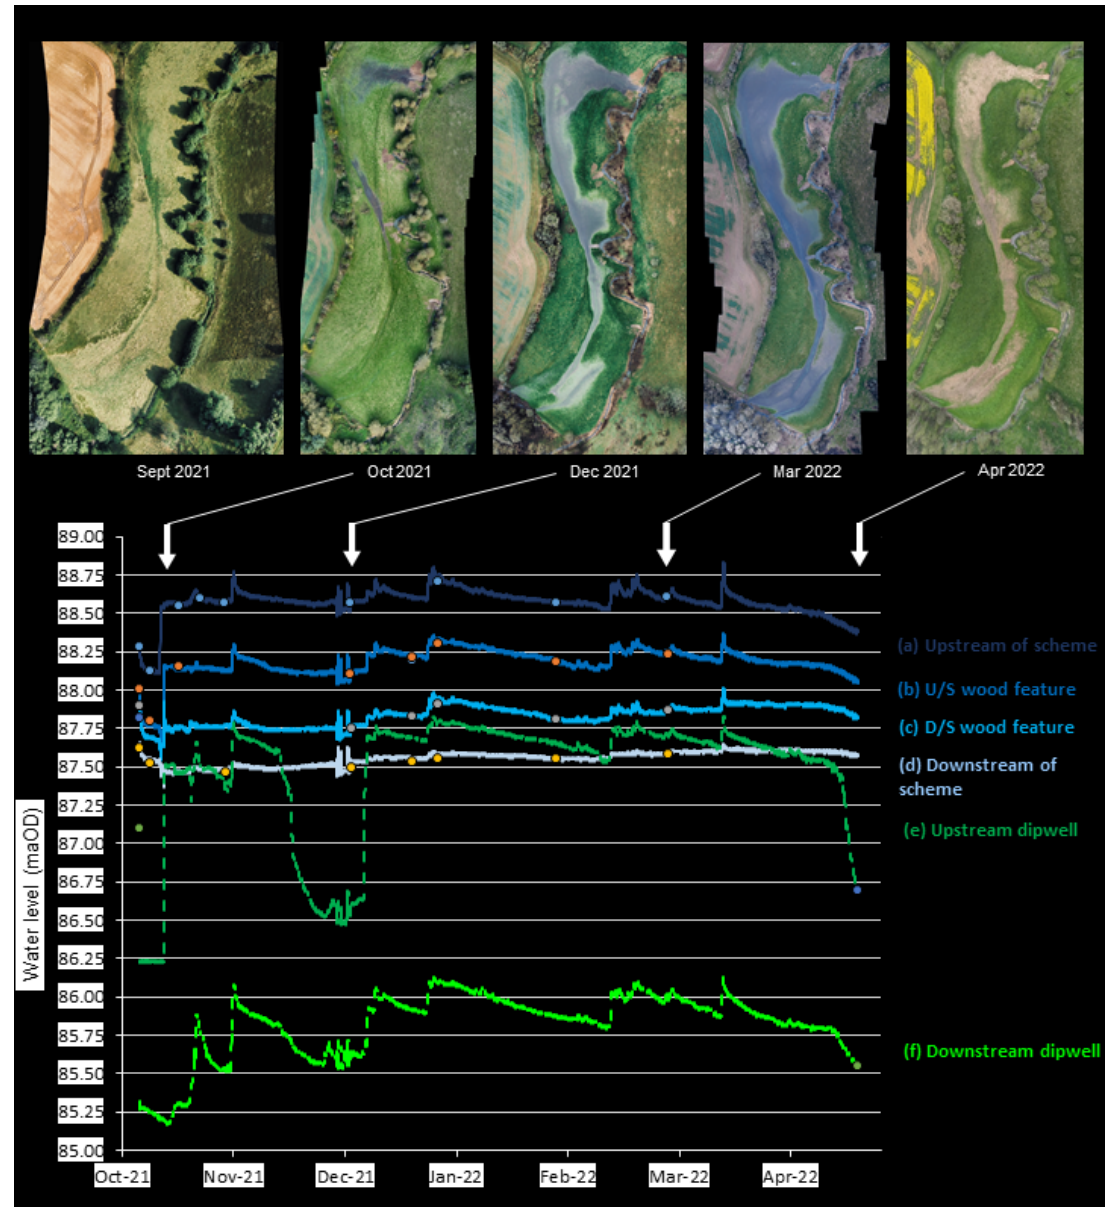 Sept 2021
Oct 2021
Dec 2021
Mar 2022
Apr 2022
89.00
88.75
88.50
88.25
88.00
87.75
87.50
87.25
87.00
86.75
86.50
86.25
86.00
85.75
85.50
85.25
85.00
Water level (maOD)
Oct-21
Nov-21
Dec-21
Jan-22
Feb-22
Mar-22
Apr-22
(a) Upstream of scheme
(b) U/S wood feature
(c) D/S wood feature
(d) Downstream of
scheme
(e) Upstream dipwell
(f) Downstream dipwell